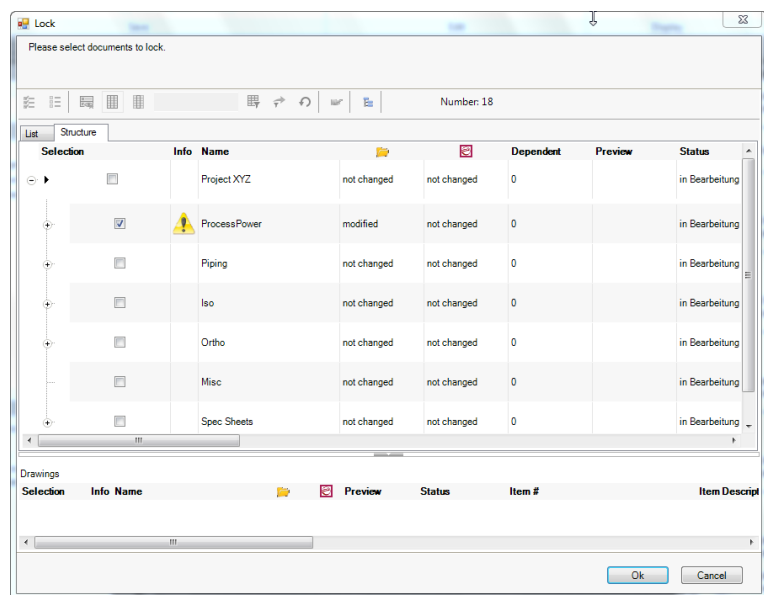 Lock
Please select documents to lock.
Number: 18
List Structure
Selection Info Name Dependent Preview Status
Project XYZ not changed not changed 0 in Bearbeitung
ProcessPower modified not changed 0 in Bearbeitung
Piping not changed not changed 0 in Bearbeitung
Iso not changed not changed 0 in Bearbeitung
Ortho not changed not changed 0 in Bearbeitung
Misc not changed not changed 0 in Bearbeitung
Spec Sheets not changed not changed 0 in Bearbeitung
Drawings
Selection Info Name Preview Status Item # Item Descript
Ok Cancel